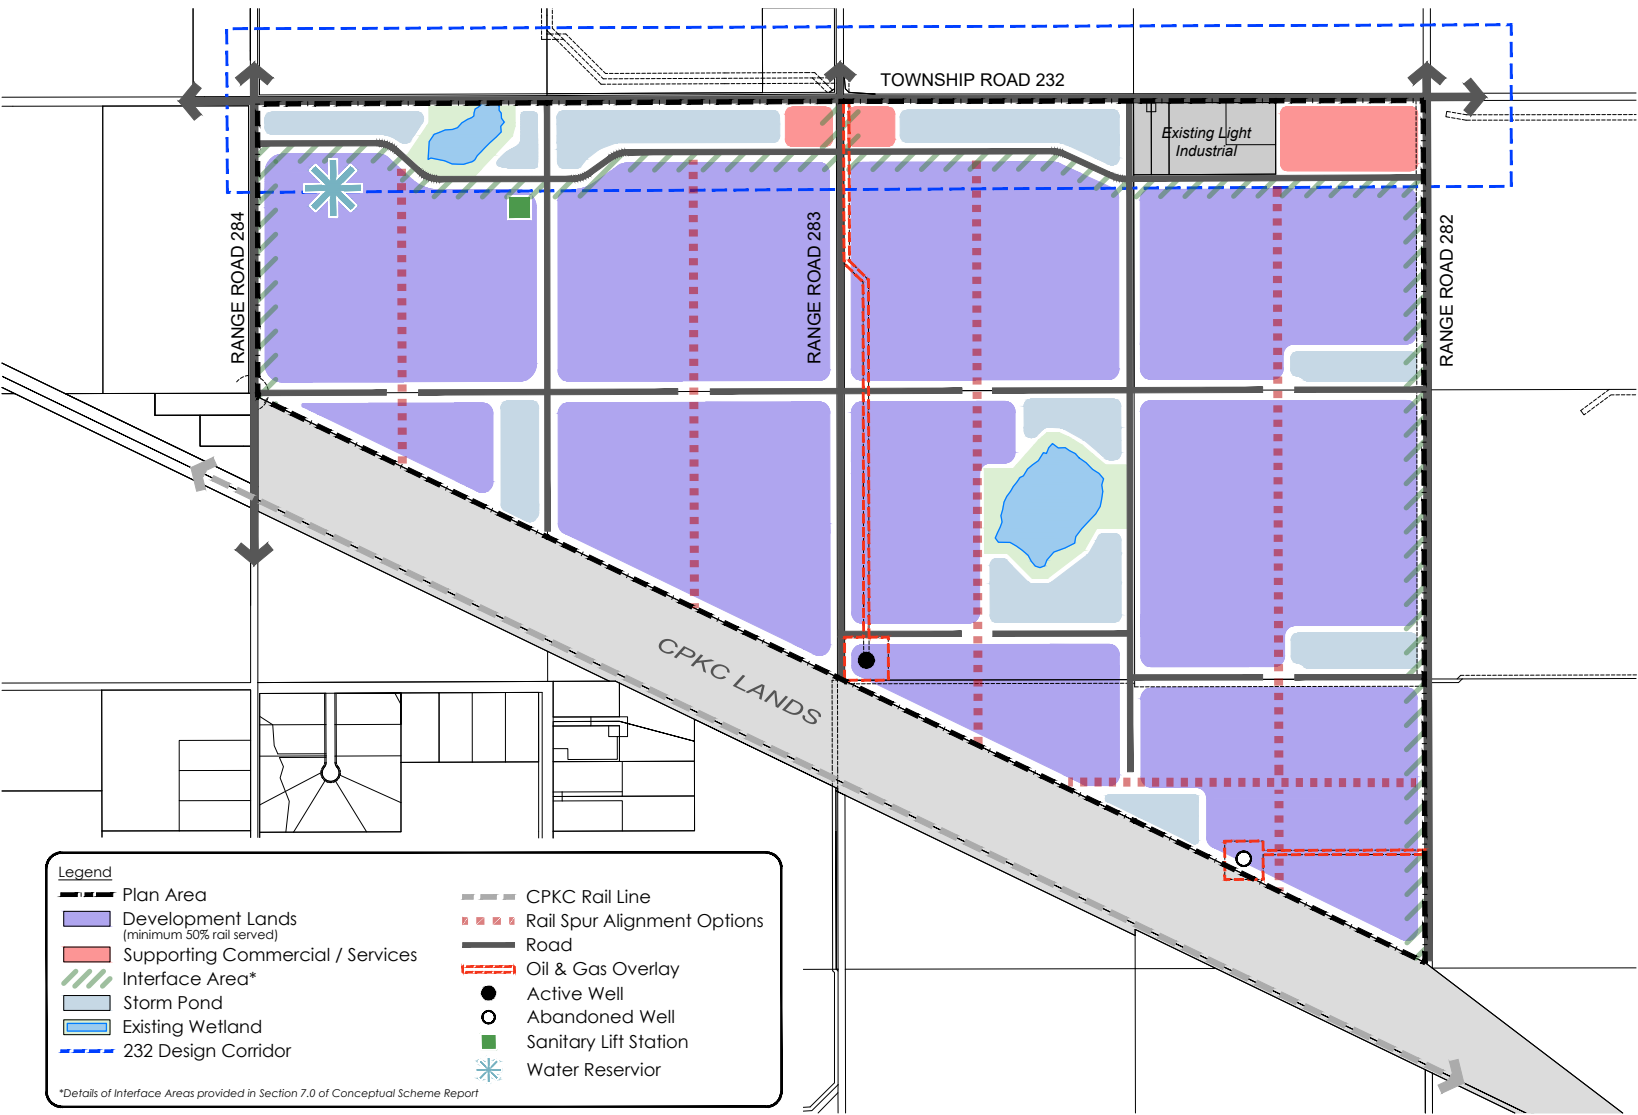 TOWNSHIP ROAD 232
Existing Light
Industrial
RANGE ROAD 284
RANGE ROAD 283
RANGE ROAD 282
CPKC LANDS
Legend
Plan Area
Development Lands
(minimum 50% rail served)
Supporting Commercial / Services
Interface Area*
Storm Pond
Existing Wetland
232 Design Corridor
CPKC Rail Line
Rail Spur Alignment Options
Road
Oil & Gas Overlay
Active Well
Abandoned Well
Sanitary Lift Station
Water Reservior
*Details of Interface Areas provided in Section 7.0 of Conceptual Scheme Report